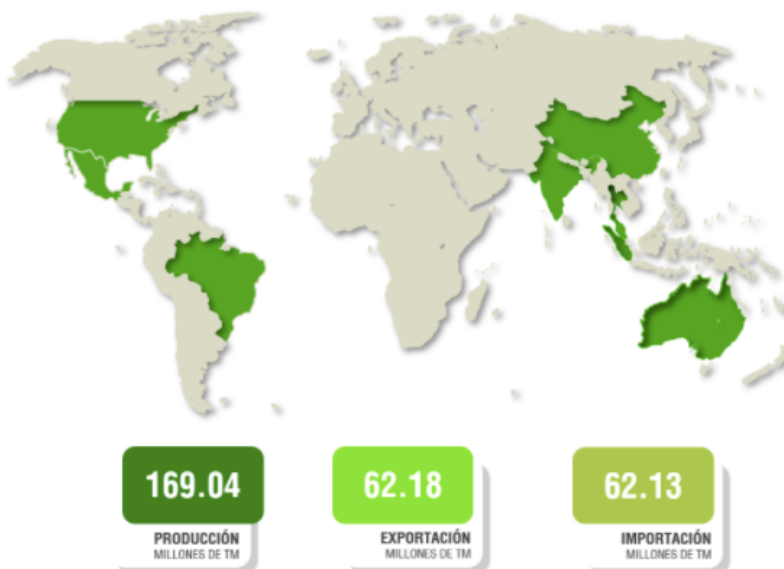 169.04
PRODUCCIÓN
MILLONES DE TM
62.18
EXPORTACIÓN
MILLONES DE TM
62.13
IMPORTACIÓN
MILLONES DE TM